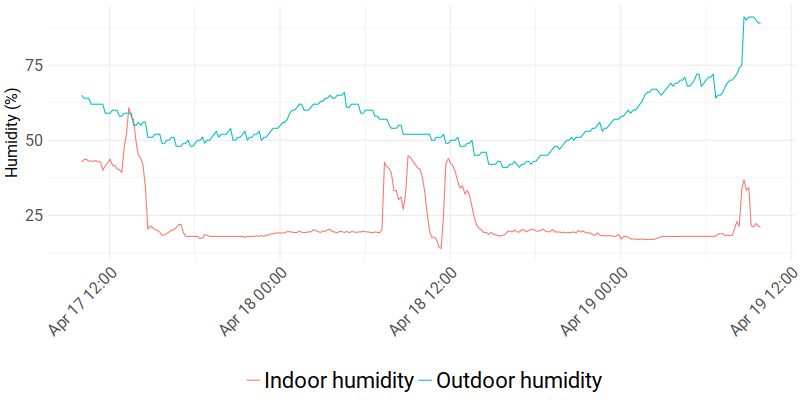 Humidity (%)
75
50
25
Apr 17 12:00
Apr 18 00:00
Apr 18 12:00
Apr 19 00:00
Apr 19 12:00
Indoor humidity
Outdoor humidity